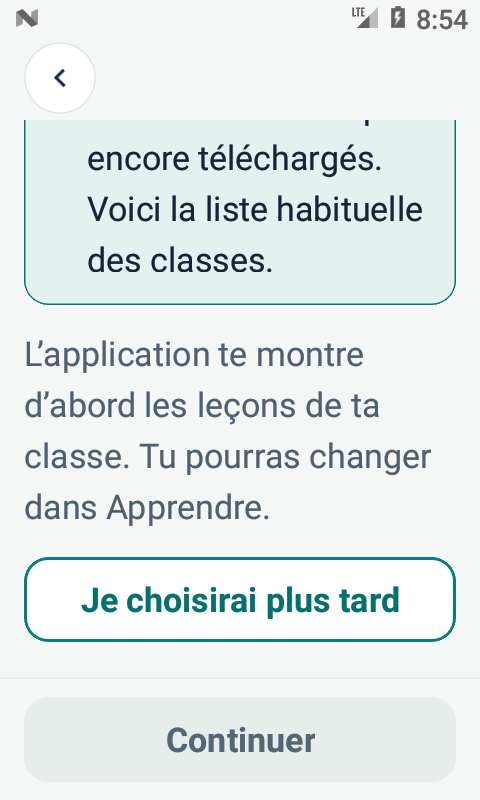 LTE 8:54
encore téléchargés.
Voici la liste habituelle
des classes.
L’application te montre
d’abord les leçons de ta
classe. Tu pourras changer
dans Apprendre.
Je choisirai plus tard
Continuer